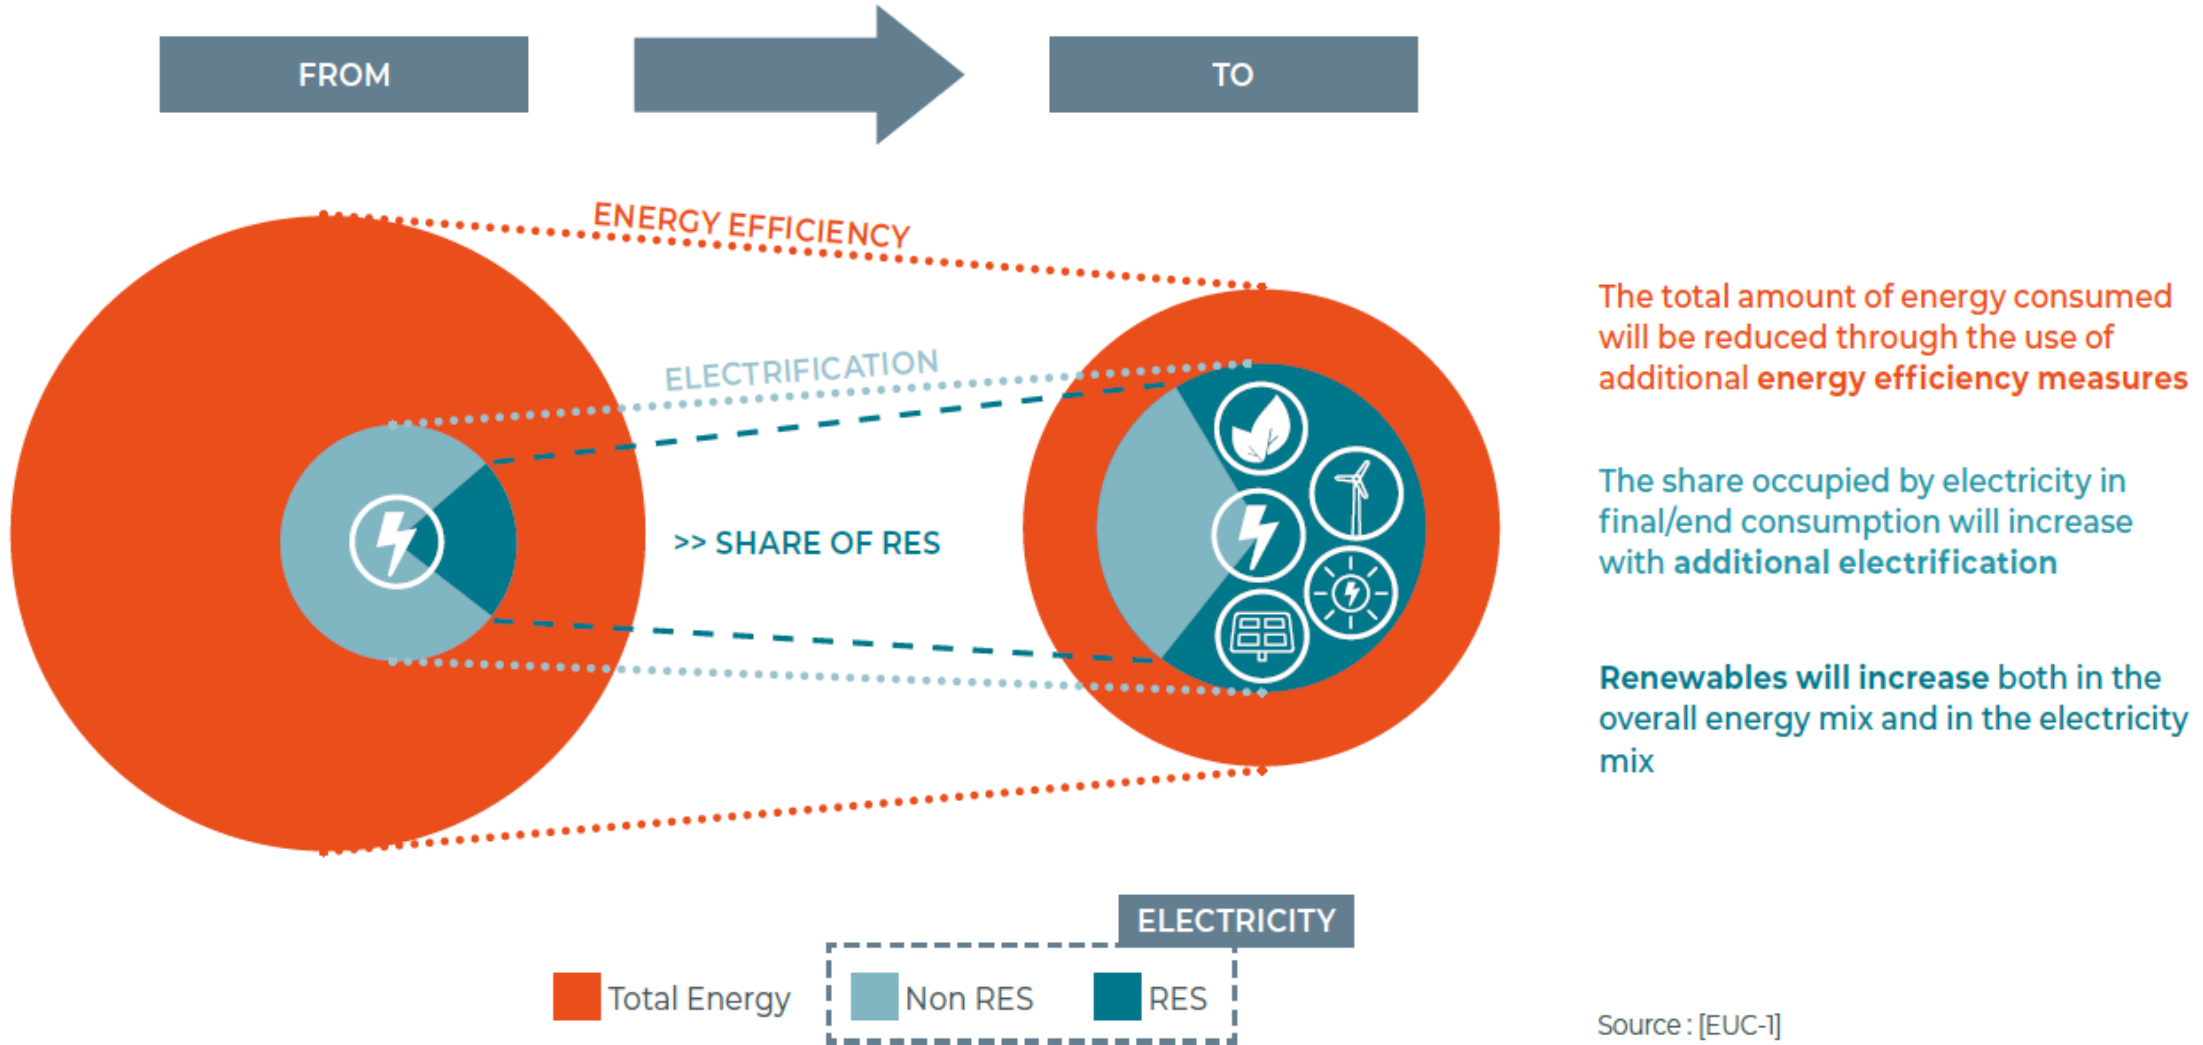 FROM
TO
ENERGY EFFICIENCY
ELECTRIFICATION
>> SHARE OF RES
The total amount of energy consumed
will be reduced through the use of
additional energy efficiency measures
The share occupied by electricity in
final/end consumption will increase
with additional electrification
Renewables will increase both in the
overall energy mix and in the electricity
mix
ELECTRICITY
Total Energy
Non RES
RES
Source : [EUC-1]